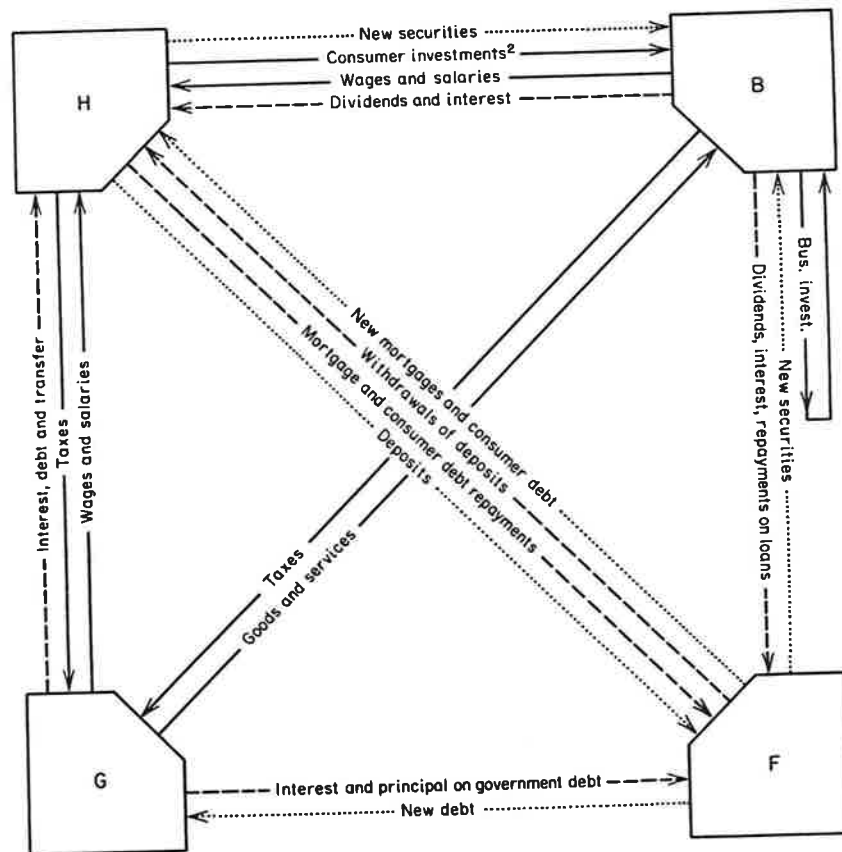 New securities
H
Consumer investments²
B
Wages and salaries
Dividends and interest
Interest, debt and transfer
Taxes
Wages and salaries
New mortgages and consumer debt
Withdrawals of deposits
Mortgage and consumer debt repayments
Deposits
Taxes
Goods and services
Dividends, interest, repayments on loans
New securities
Bus. invest.
G
Interest and principal on government debt
F
New debt